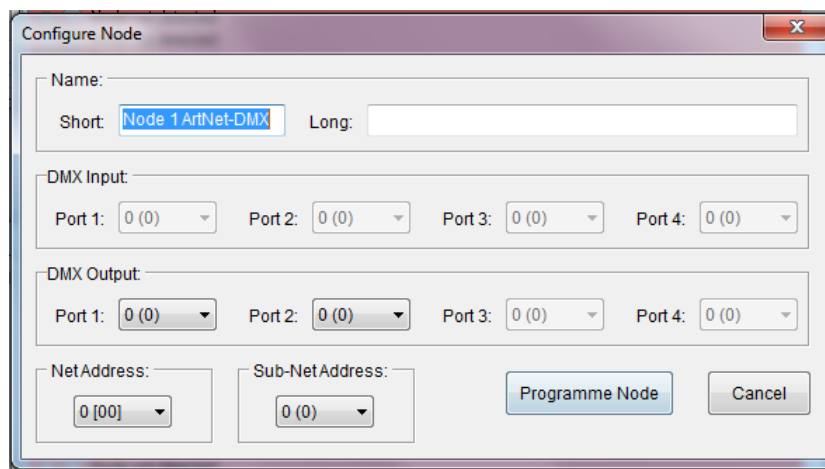 Configure Node
Name:
Short: Node 1 ArtNet-DMX Long:
DMX Input:
Port 1: 0 (0) Port 2: 0 (0) Port 3: 0 (0) Port 4: 0 (0)
DMX Output:
Port 1: 0 (0) Port 2: 0 (0) Port 3: 0 (0) Port 4: 0 (0)
Net Address: Sub-Net Address:
0 [00] 0 (0) Programme Node Cancel